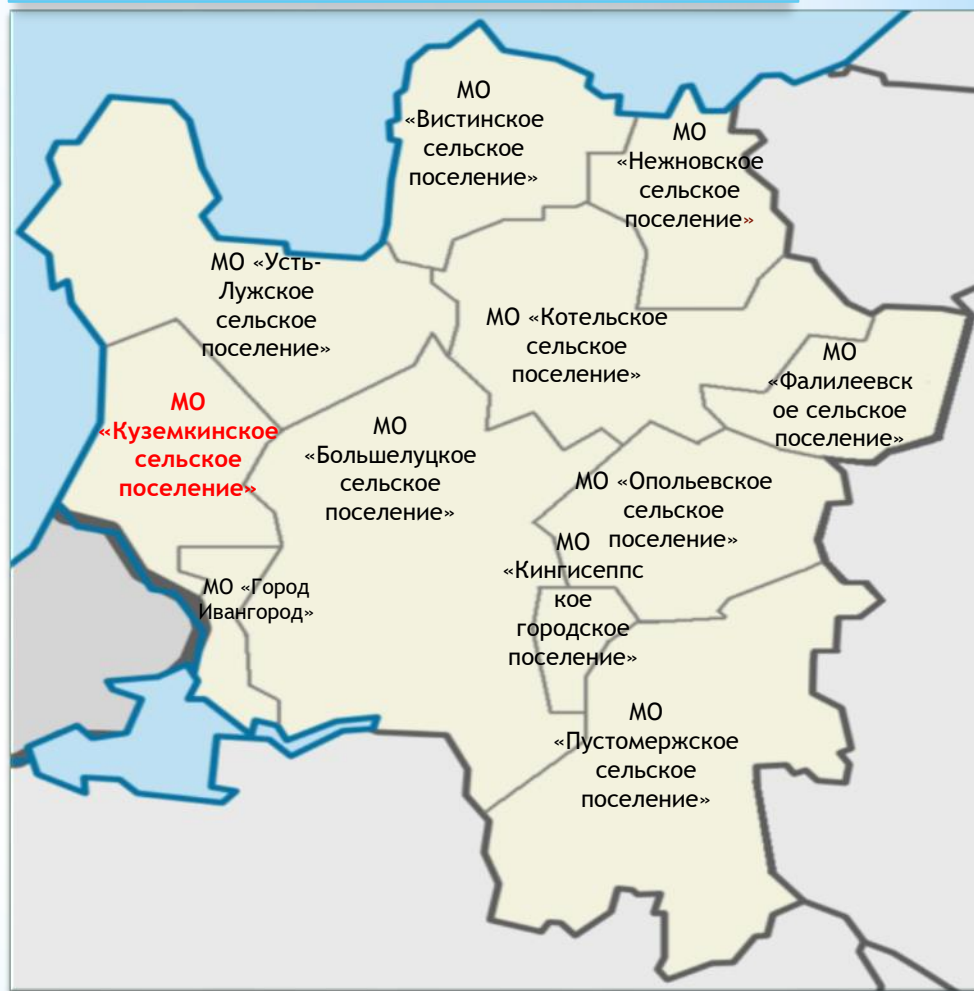 МО
«Вистинское
сельское
поселение»
МО
«Нежновское
сельское
поселение»
МО «Усть-
Лужское
сельское
поселение»
МО «Котельское
сельское
поселение»
МО
«Фалилеевск
ое сельское
поселение»
МО
«Куземкинское
сельское
поселение»
МО
«Большелуцкое
сельское
поселение»
МО «Опольевское
сельское
поселение»
МО
«Кингисеппс
кое
городское
поселение»
МО «Город
Ивангород»
МО
«Пустомержское
сельское
поселение»